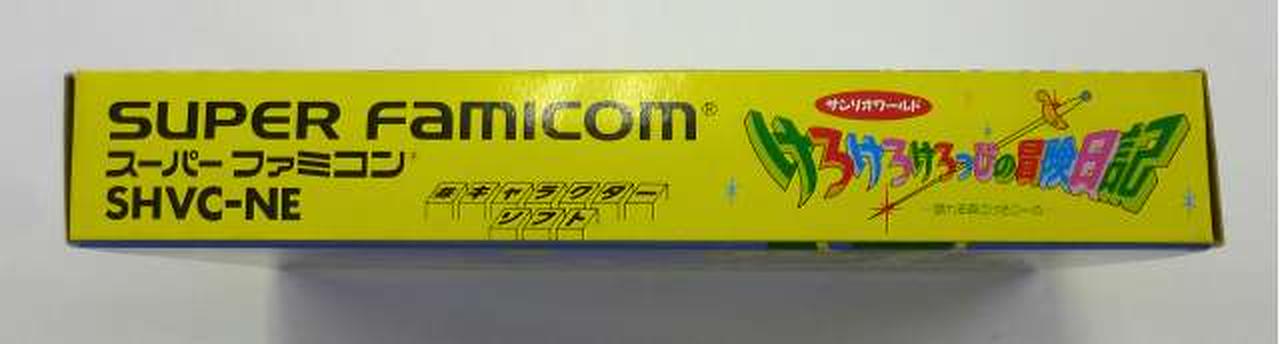 SUPER FAMICOM®
スーパーファミコン
SHVC-NE
キャラクター
ソフト
サンリオワールド
けろけろけろっぴの冒険日記